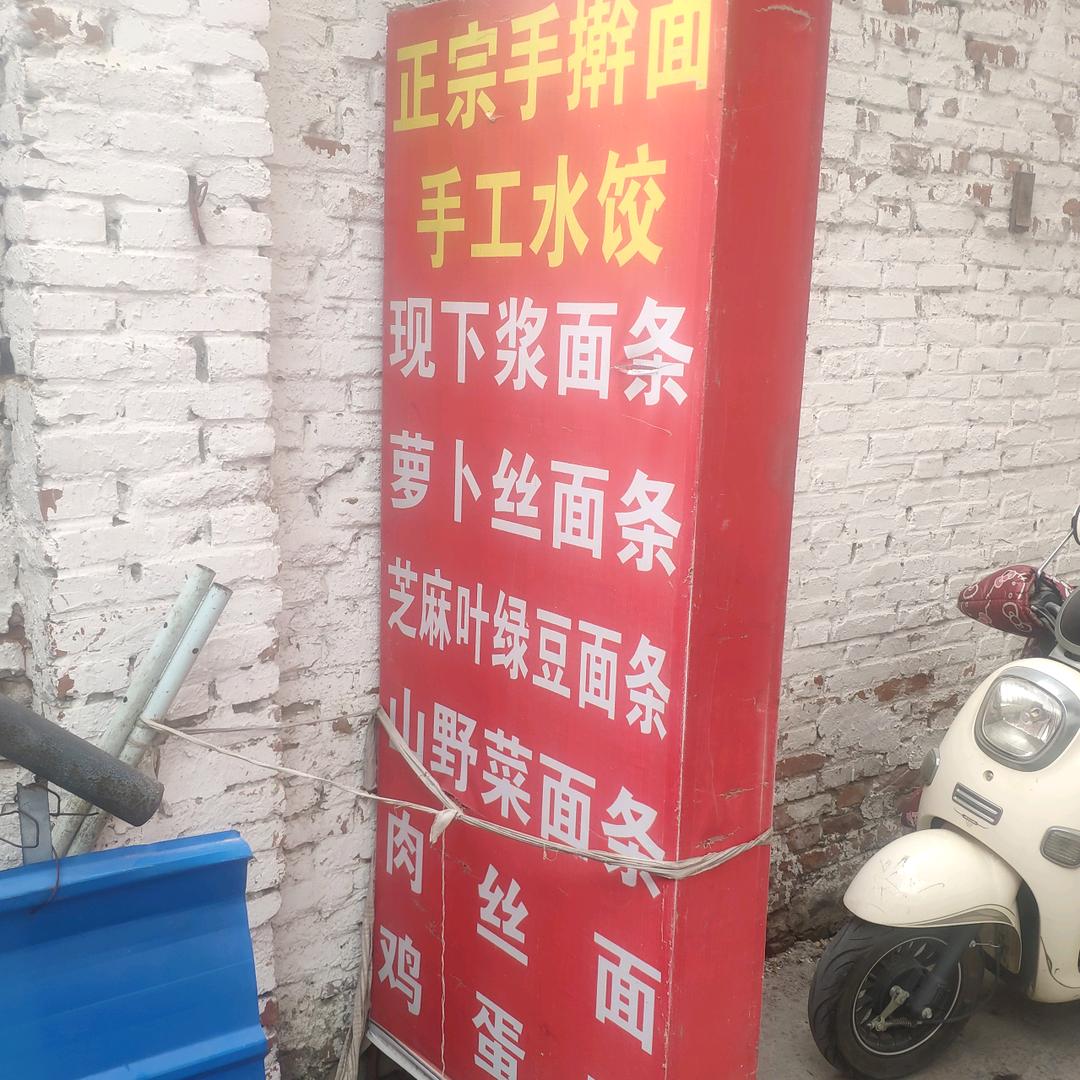 正宗手擀面
手工水饺
现下浆面条
萝卜丝面条
芝麻叶绿豆面条
山野菜面条
肉丝面
鸡蛋